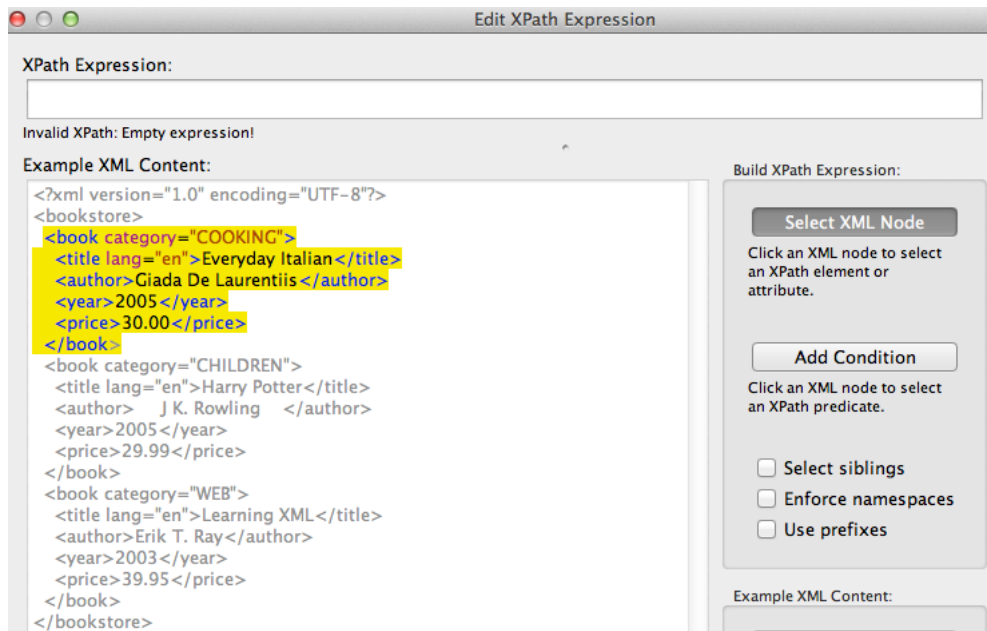 Edit XPath Expression
XPath Expression:
Invalid XPath: Empty expression!
Example XML Content:
<?xml version="1.0" encoding="UTF-8"?>
<bookstore>
<book category="COOKING">
<title lang="en">Everyday Italian</title>
<author>Giada De Laurentiis</author>
<year>2005</year>
<price>30.00</price>
</book>
<book category="CHILDREN">
<title lang="en">Harry Potter</title>
<author>    J K. Rowling    </author>
<year>2005</year>
<price>29.99</price>
</book>
<book category="WEB">
<title lang="en">Learning XML</title>
<author>Erik T. Ray</author>
<year>2003</year>
<price>39.95</price>
</book>
</bookstore>
Build XPath Expression:
Select XML Node
Click an XML node to select
an XPath element or
attribute.
Add Condition
Click an XML node to select
an XPath predicate.
Select siblings
Enforce namespaces
Use prefixes
Example XML Content: